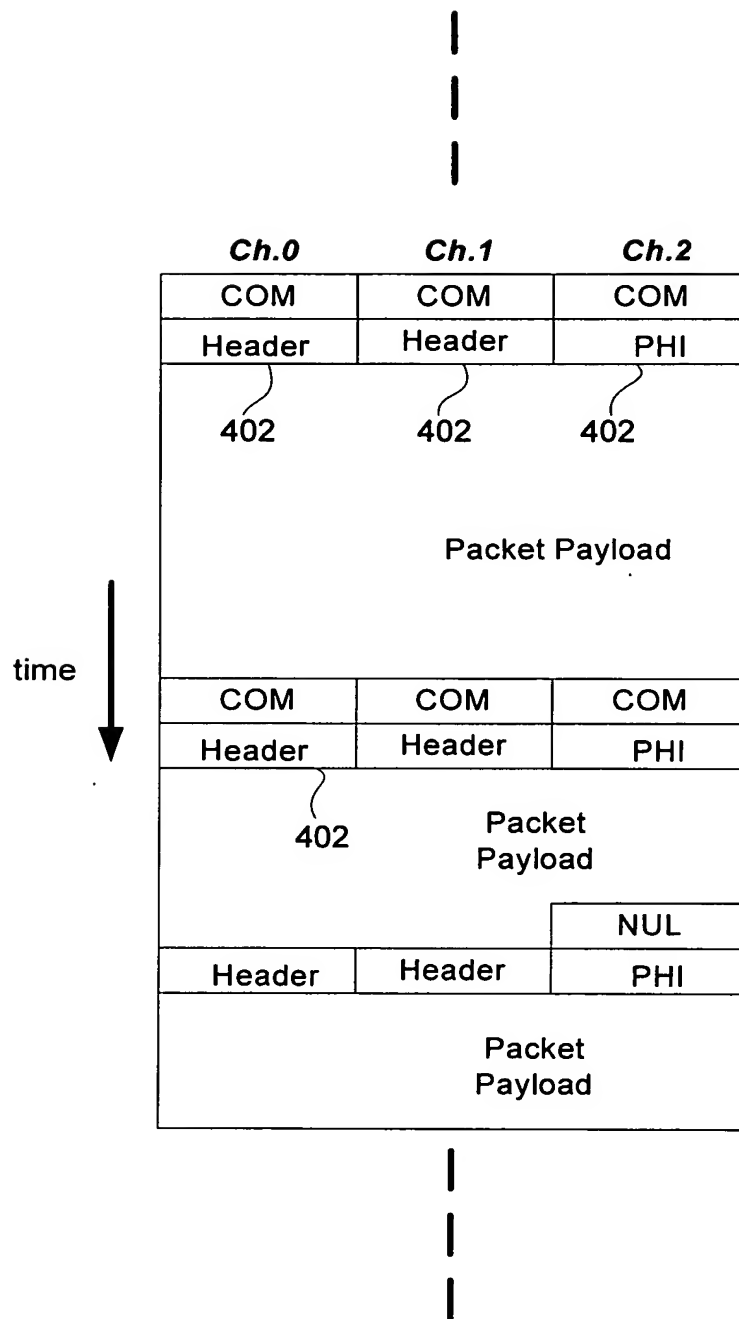 Ch.0 Ch.1 Ch.2
COM COM COM
Header Header PHI
402 402 402
Packet Payload
time
COM COM COM
Header Header PHI
402
Packet
Payload
NUL
Header Header PHI
Packet
Payload